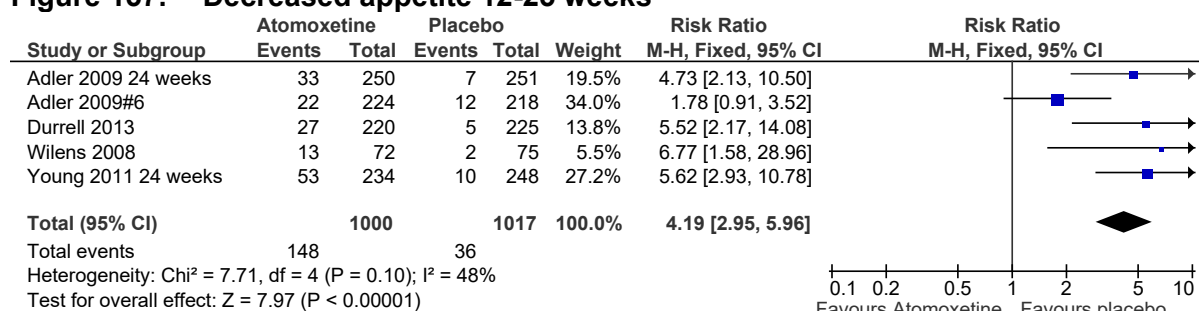 Figure 137: Decreased appetite 12-26 weeks
Atomoxetine Placebo Risk Ratio Risk Ratio
Study or Subgroup Events Total Events Total Weight M-H, Fixed, 95% CI M-H, Fixed, 95% CI
Adler 2009 24 weeks 33 250 7 251 19.5% 4.73 [2.13, 10.50]
Adler 2009#6 22 224 12 218 34.0% 1.78 [0.91, 3.52]
Durrell 2013 27 220 5 225 13.8% 5.52 [2.17, 14.08]
Wilens 2008 13 72 2 75 5.5% 6.77 [1.58, 28.96]
Young 2011 24 weeks 53 234 10 248 27.2% 5.62 [2.93, 10.78]
Total (95% CI) 1000 1017 100.0% 4.19 [2.95, 5.96]
Total events 148 36
Heterogeneity: Chi² = 7.71, df = 4 (P = 0.10); I² = 48%
Test for overall effect: Z = 7.97 (P < 0.00001)
0.1 0.2 0.5 1 2 5 10
Favours Atomoxetine Favours placebo